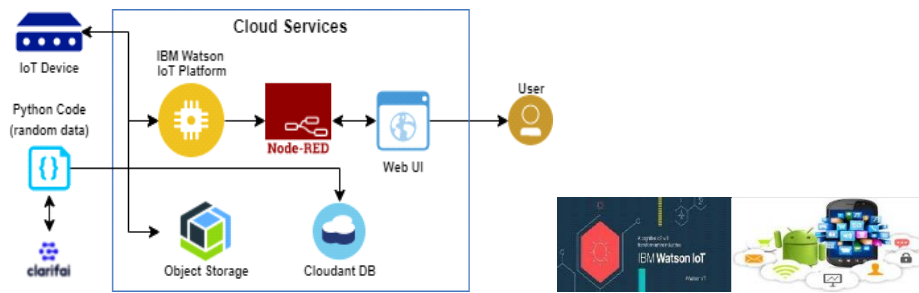 Cloud Services
IoT Device
IBM Watson
IoT Platform
User
Python Code
(random data)
Node-RED
Web UI
clarifai
Object Storage
Cloudant DB
IBM Watson IoT